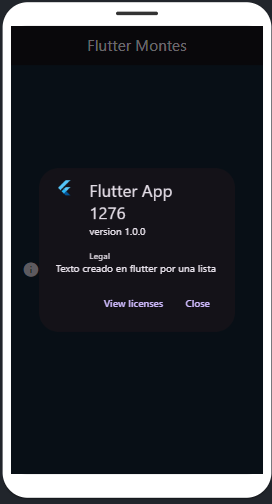 Flutter Montes
Flutter App
1276
version 1.0.0
Legal
Texto creado en flutter por una lista
View licenses
Close